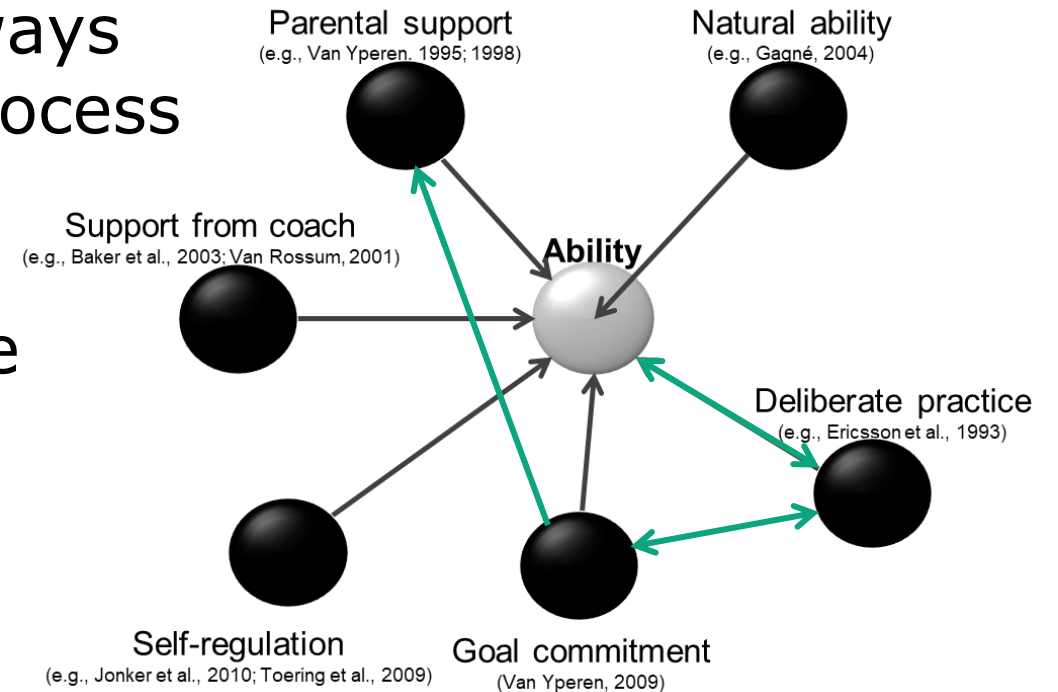 ways
ocess
e
Parental support
(e.g., Van Yperen. 1995; 1998)
Natural ability
(e.g., Gagné, 2004)
Support from coach
(e.g., Baker et al., 2003; Van Rossum, 2001)
Ability
Deliberate practice
(e.g., Ericsson et al., 1993)
Self-regulation
(e.g., Jonker et al., 2010; Toering et al., 2009)
Goal commitment
(Van Yperen, 2009)